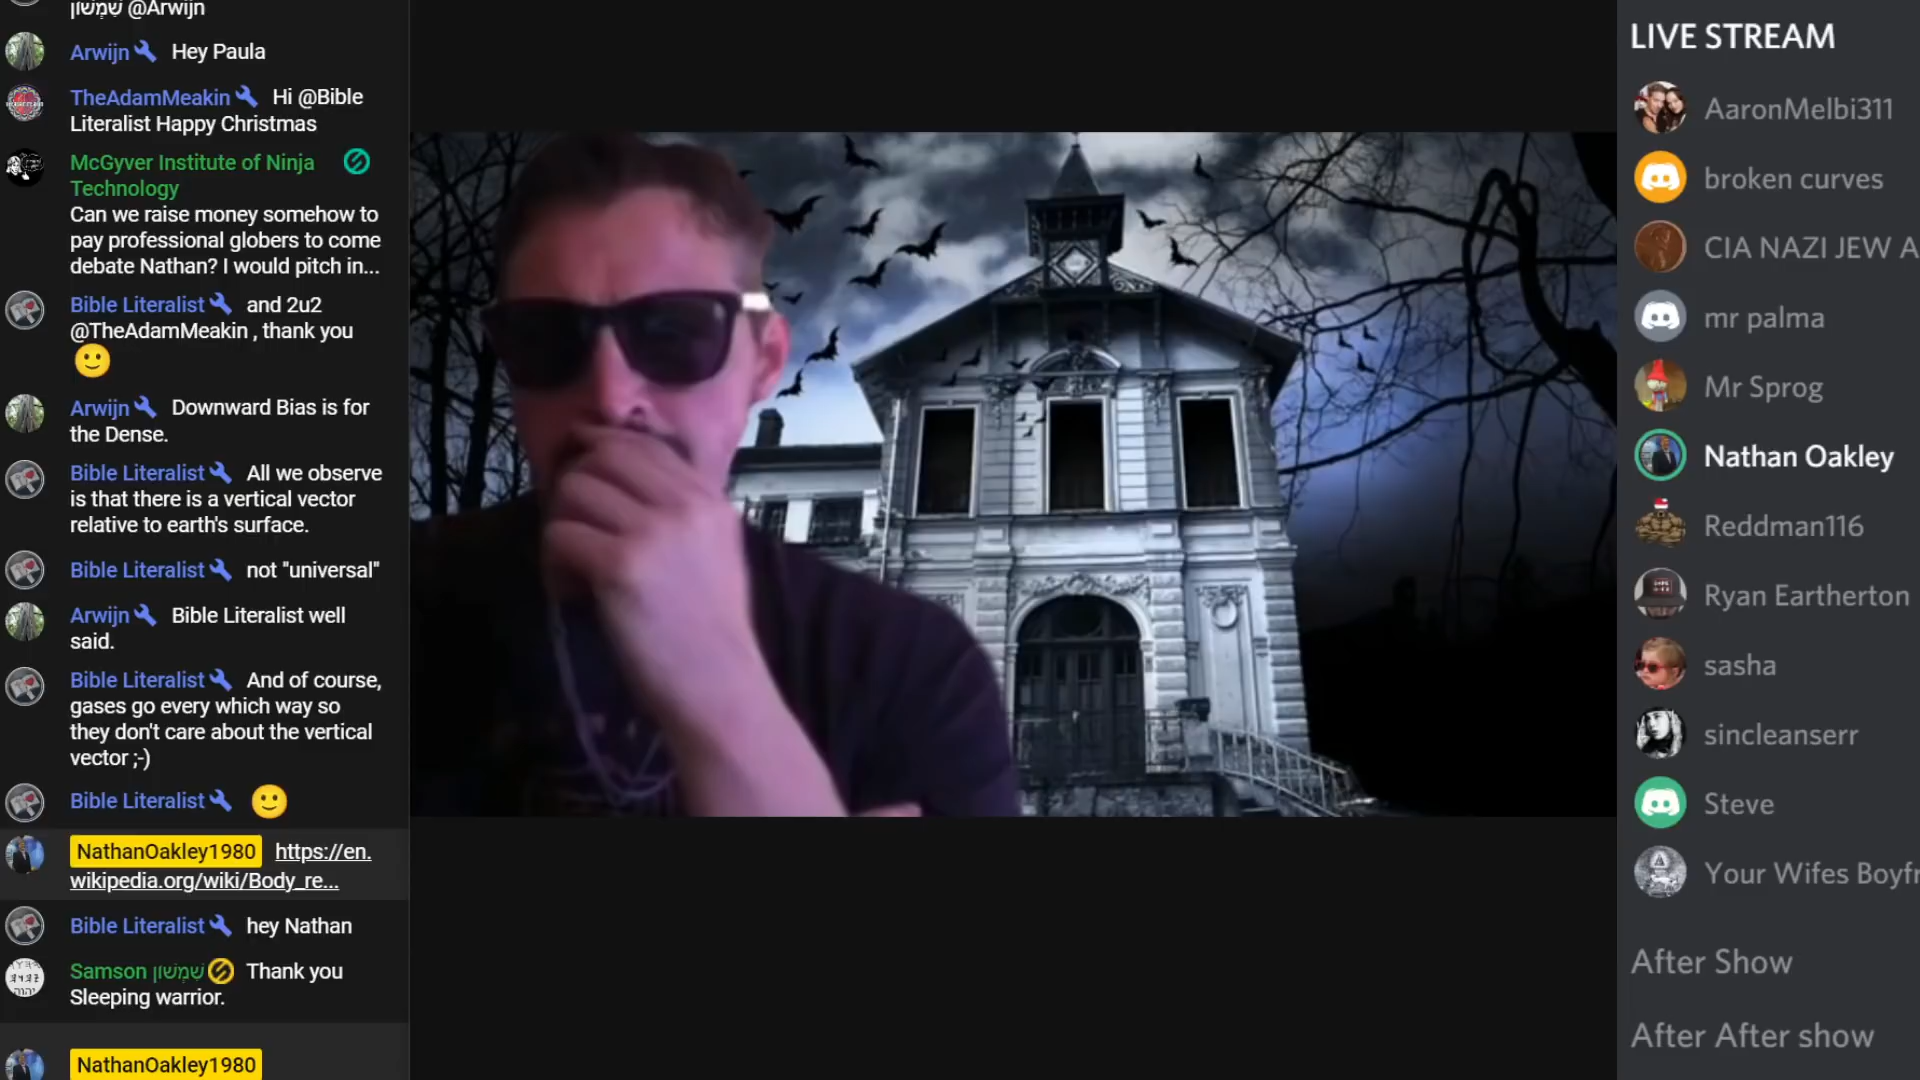 שִׁמְשׁוֹן @Arwijn
Arwijn Hey Paula
TheAdamMeakin Hi @Bible
Literalist Happy Christmas
McGyver Institute of Ninja
Technology
Can we raise money somehow to
pay professional globers to come
debate Nathan? I would pitch in...
Bible Literalist and 2u2
@TheAdamMeakin , thank you
Arwijn Downward Bias is for
the Dense.
Bible Literalist All we observe
is that there is a vertical vector
relative to earth's surface.
Bible Literalist not "universal"
Arwijn Bible Literalist well
said.
Bible Literalist And of course,
gases go every which way so
they don't care about the vertical
vector ;-)
Bible Literalist
NathanOakley1980 https://en.
wikipedia.org/wiki/Body_re...
Bible Literalist hey Nathan
Samson שִׁמְשׁוֹן Thank you
Sleeping warrior.
NathanOakley1980
LIVE STREAM
AaronMelbi311
broken curves
CIA NAZI JEW A
mr palma
Mr Sprog
Nathan Oakley
Reddman116
Ryan Eartherton
sasha
sincleanserr
Steve
Your Wifes Boyfr
After Show
After After show